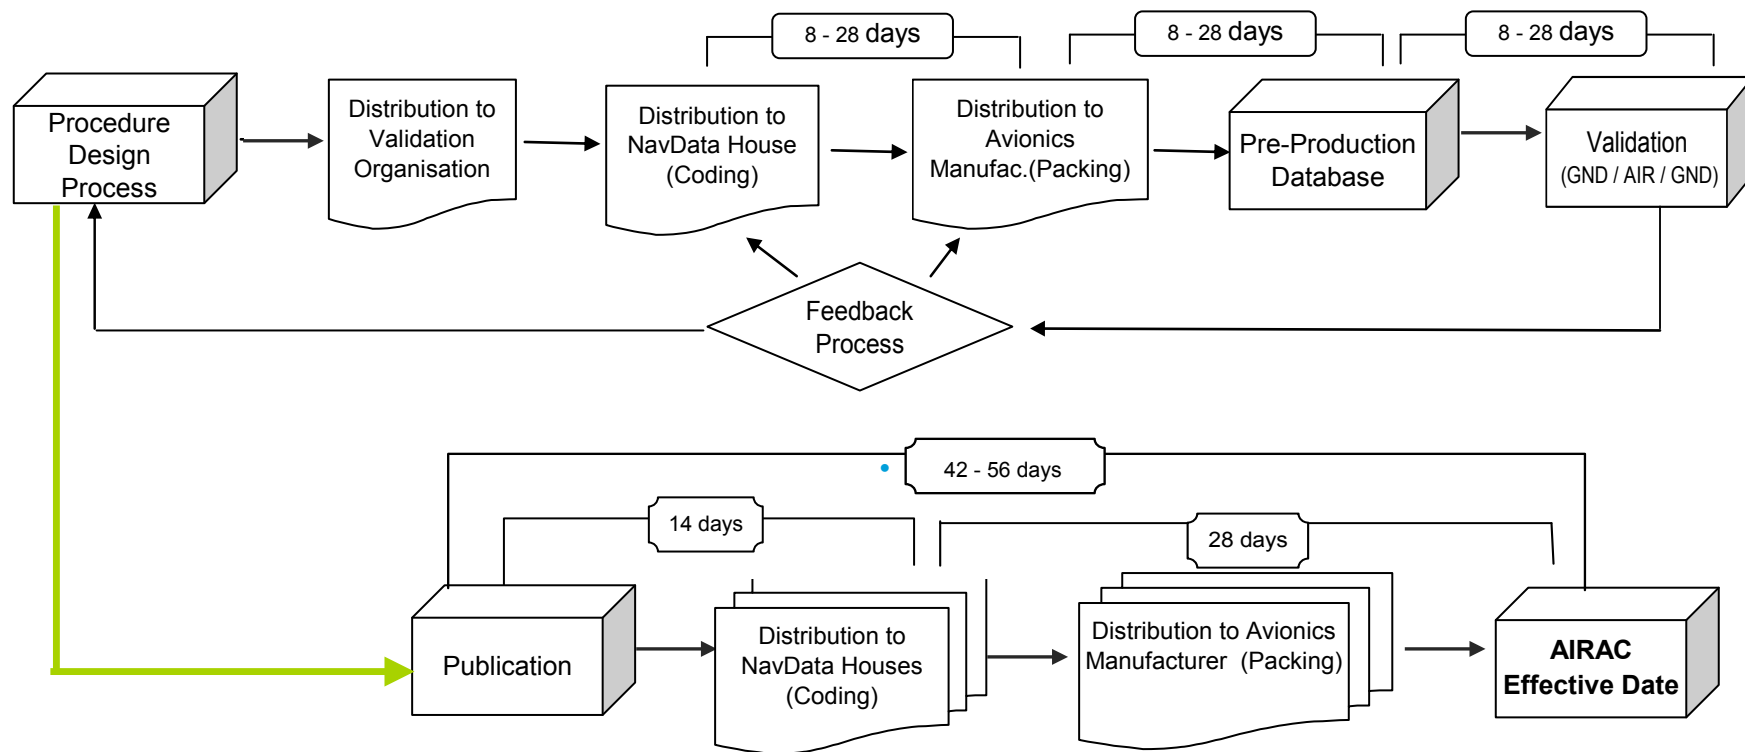 8 - 28 days
8 - 28 days
8 - 28 days
Procedure
Design
Process
Distribution to
Validation
Organisation
Distribution to
NavData House
(Coding)
Distribution to
Avionics
Manufac.(Packing)
Pre-Production
Database
Validation
(GND / AIR / GND)
Feedback
Process
42 - 56 days
14 days
28 days
Publication
Distribution to
NavData Houses
(Coding)
Distribution to Avionics
Manufacturer (Packing)
AIRAC
Effective Date